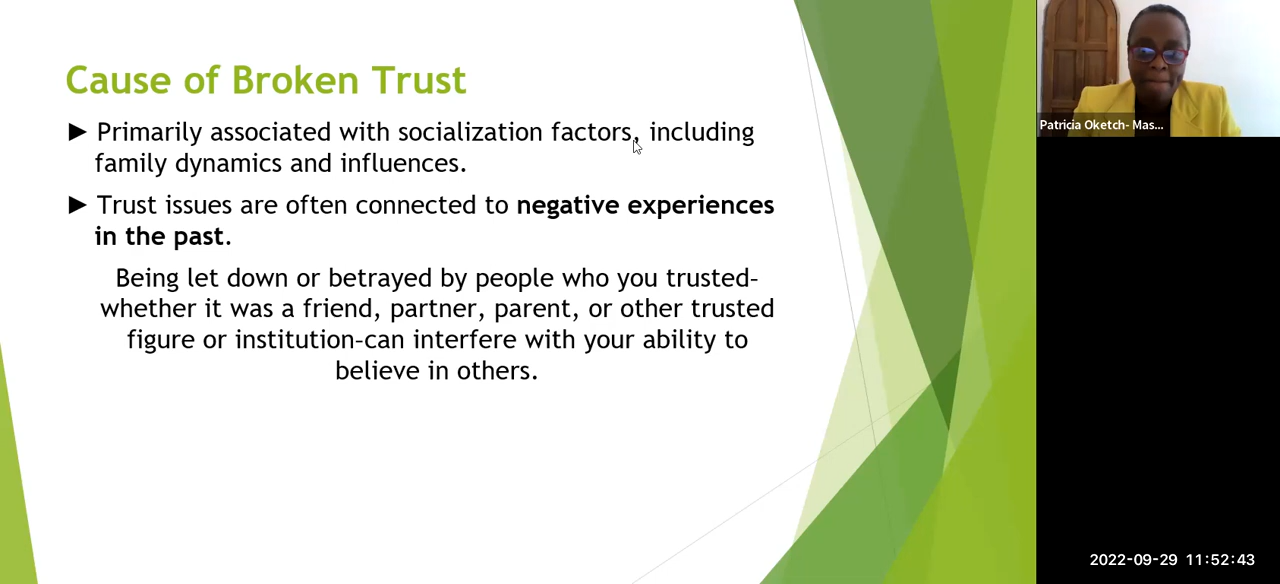 Cause of Broken Trust
► Primarily associated with socialization factors, including
family dynamics and influences.
► Trust issues are often connected to negative experiences
in the past.
Being let down or betrayed by people who you trusted–
whether it was a friend, partner, parent, or other trusted
figure or institution–can interfere with your ability to
believe in others.
Patricia Oketch- Mas...
2022-09-29 11:52:43